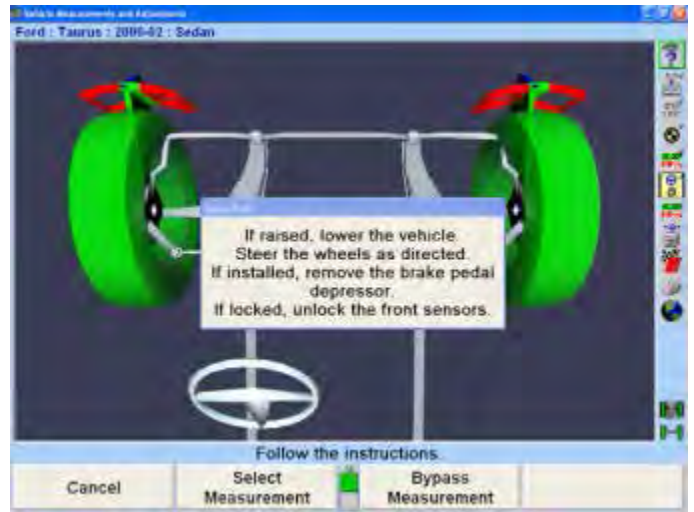 Vehicle Measurements and Adjustments
Ford : Taurus : 2000-02 : Sedan
If raised, lower the vehicle.
Steer the wheels as directed.
If installed, remove the brake pedal
depressor.
If locked, unlock the front sensors.
Follow the instructions.
Cancel
Select
Measurement
Bypass
Measurement